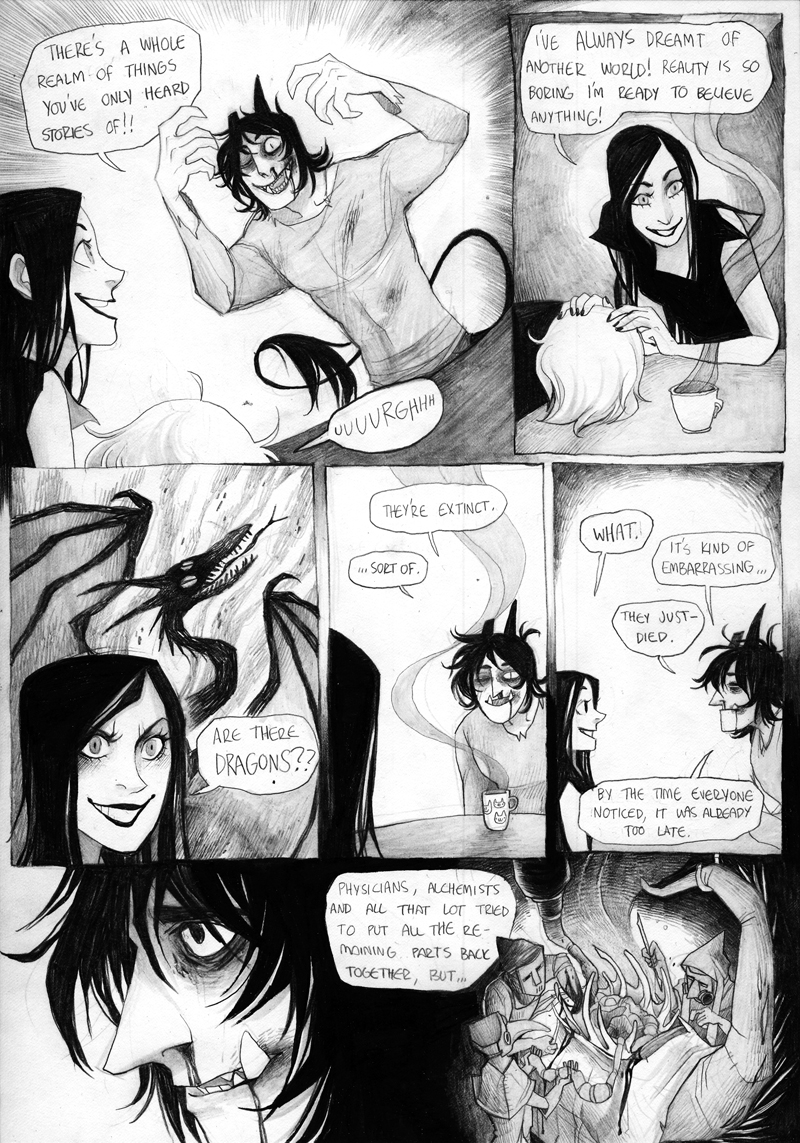 THERE'S A WHOLE
REALM OF THINGS
YOU'VE ONLY HEARD
STORIES OF!!
UUUURGHHH
I'VE ALWAYS DREAMT OF
ANOTHER WORLD! REALITY IS SO
BORING I'M READY TO BELIEVE
ANYTHING!
ARE THERE
DRAGONS??
THEY'RE EXTINCT.
...SORT OF.
WHAT.
IT'S KIND OF
EMBARRASSING...
THEY JUST-
DIED.
BY THE TIME EVERYONE
NOTICED, IT WAS ALREADY
TOO LATE.
PHYSICIANS, ALCHEMISTS
AND ALL THAT LOT TRIED
TO PUT ALL THE RE-
MOINING PARTS BACK
TOGETHER, BUT...